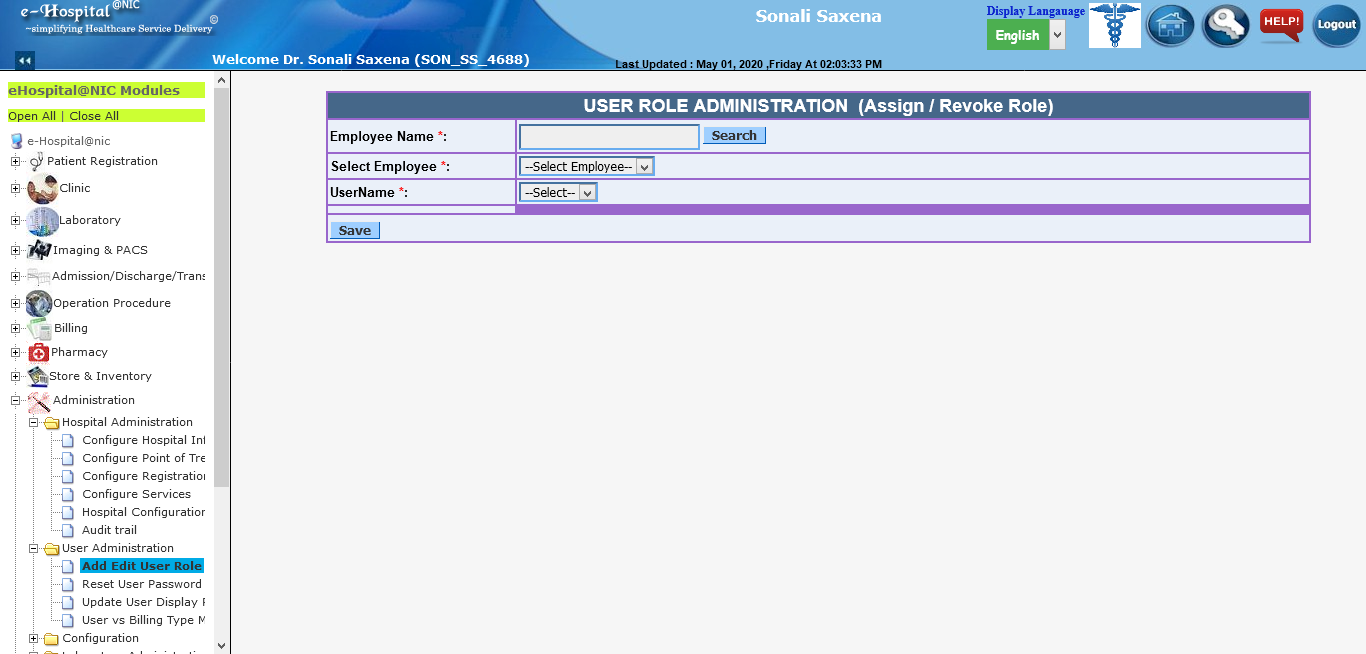 e-Hospital @NIC ©
~simplifying Healthcare Service Delivery
Sonali Saxena
Display Langauage
English
HELP!
Logout
Welcome Dr. Sonali Saxena (SON_SS_4688)
Last Updated : May 01, 2020 ,Friday At 02:03:33 PM
eHospital@NIC Modules
Open All | Close All
e-Hospital@nic
Patient Registration
Clinic
Laboratory
Imaging & PACS
Admission/Discharge/Trans
Operation Procedure
Billing
Pharmacy
Store & Inventory
Administration
Hospital Administration
Configure Hospital Inf
Configure Point of Tre
Configure Registration
Configure Services
Hospital Configuration
Audit trail
User Administration
Add Edit User Role
Reset User Password
Update User Display
User vs Billing Type M
Configuration
USER ROLE ADMINISTRATION (Assign / Revoke Role)
Employee Name *:
Search
Select Employee *:
--Select Employee--
UserName *:
--Select--
Save